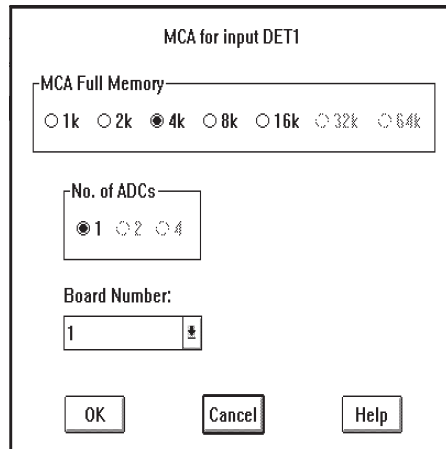 MCA for input DET1
MCA Full Memory
1k 2k 4k 8k 16k 32k 64k
No. of ADCs
1 2 4
Board Number:
1
OK Cancel Help